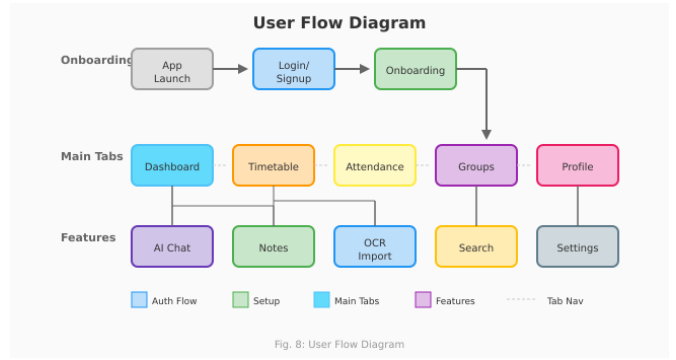 User Flow Diagram
Onboarding
App
Launch
Login/
Signup
Onboarding
Main Tabs
Dashboard
Timetable
Attendance
Groups
Profile
Features
AI Chat
Notes
OCR
Import
Search
Settings
Auth Flow
Setup
Main Tabs
Features
Tab Nav
Fig. 8: User Flow Diagram